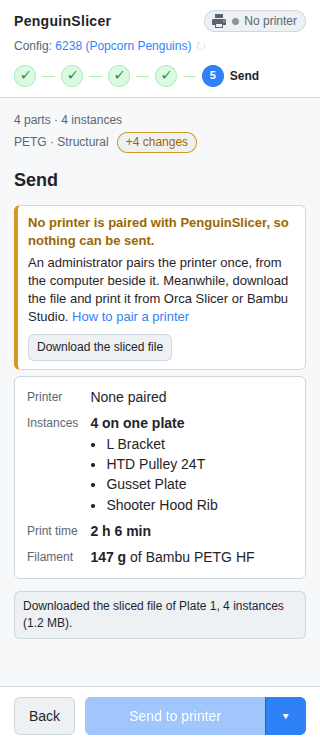 PenguinSlicer
No printer
Config: 6238 (Popcorn Penguins)
✓ ✓ ✓ ✓ 5 Send
4 parts · 4 instances
PETG · Structural +4 changes
Send
No printer is paired with PenguinSlicer, so
nothing can be sent.
An administrator pairs the printer once, from
the computer beside it. Meanwhile, download
the file and print it from Orca Slicer or Bambu
Studio. How to pair a printer
Download the sliced file
Printer None paired
Instances 4 on one plate
• L Bracket
• HTD Pulley 24T
• Gusset Plate
• Shooter Hood Rib
Print time 2 h 6 min
Filament 147 g of Bambu PETG HF
Downloaded the sliced file of Plate 1, 4 instances
(1.2 MB).
Back Send to printer ▼